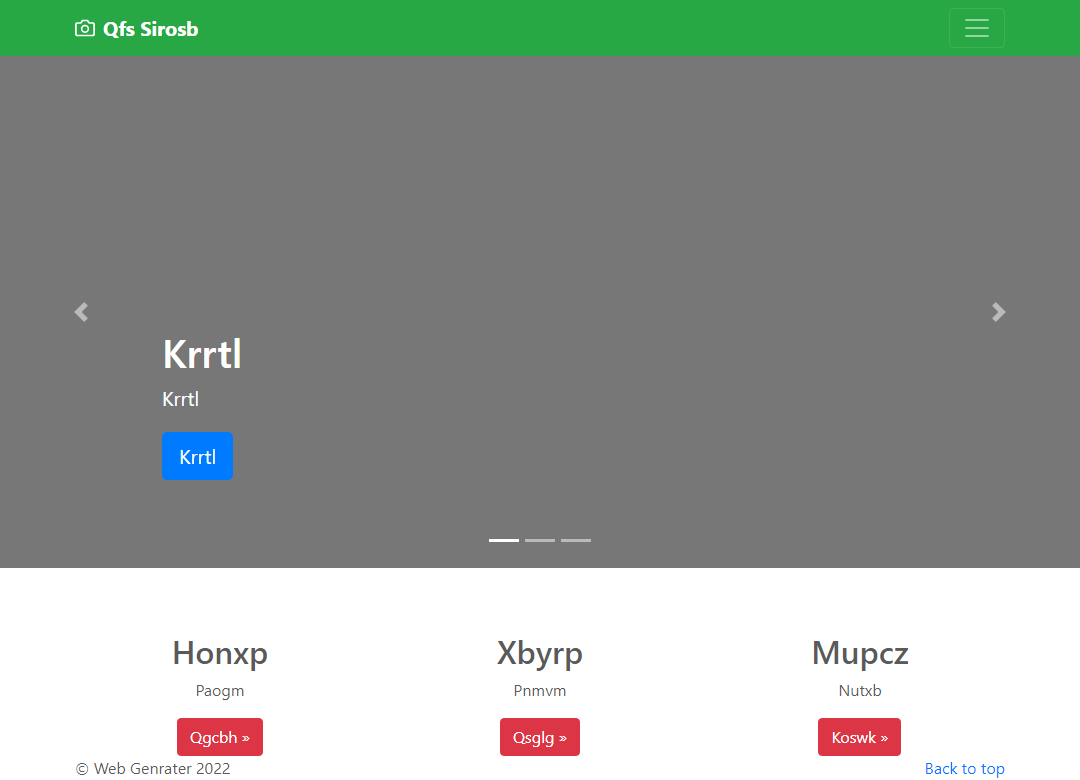 Qfs Sirosb
Krrtl
Krrtl
Krrtl
Honxp
Paogm
Qgcbh »
Xbyrp
Pnmvm
Qsglg »
Mupcz
Nutxb
Koswk »
© Web Genrater 2022
Back to top